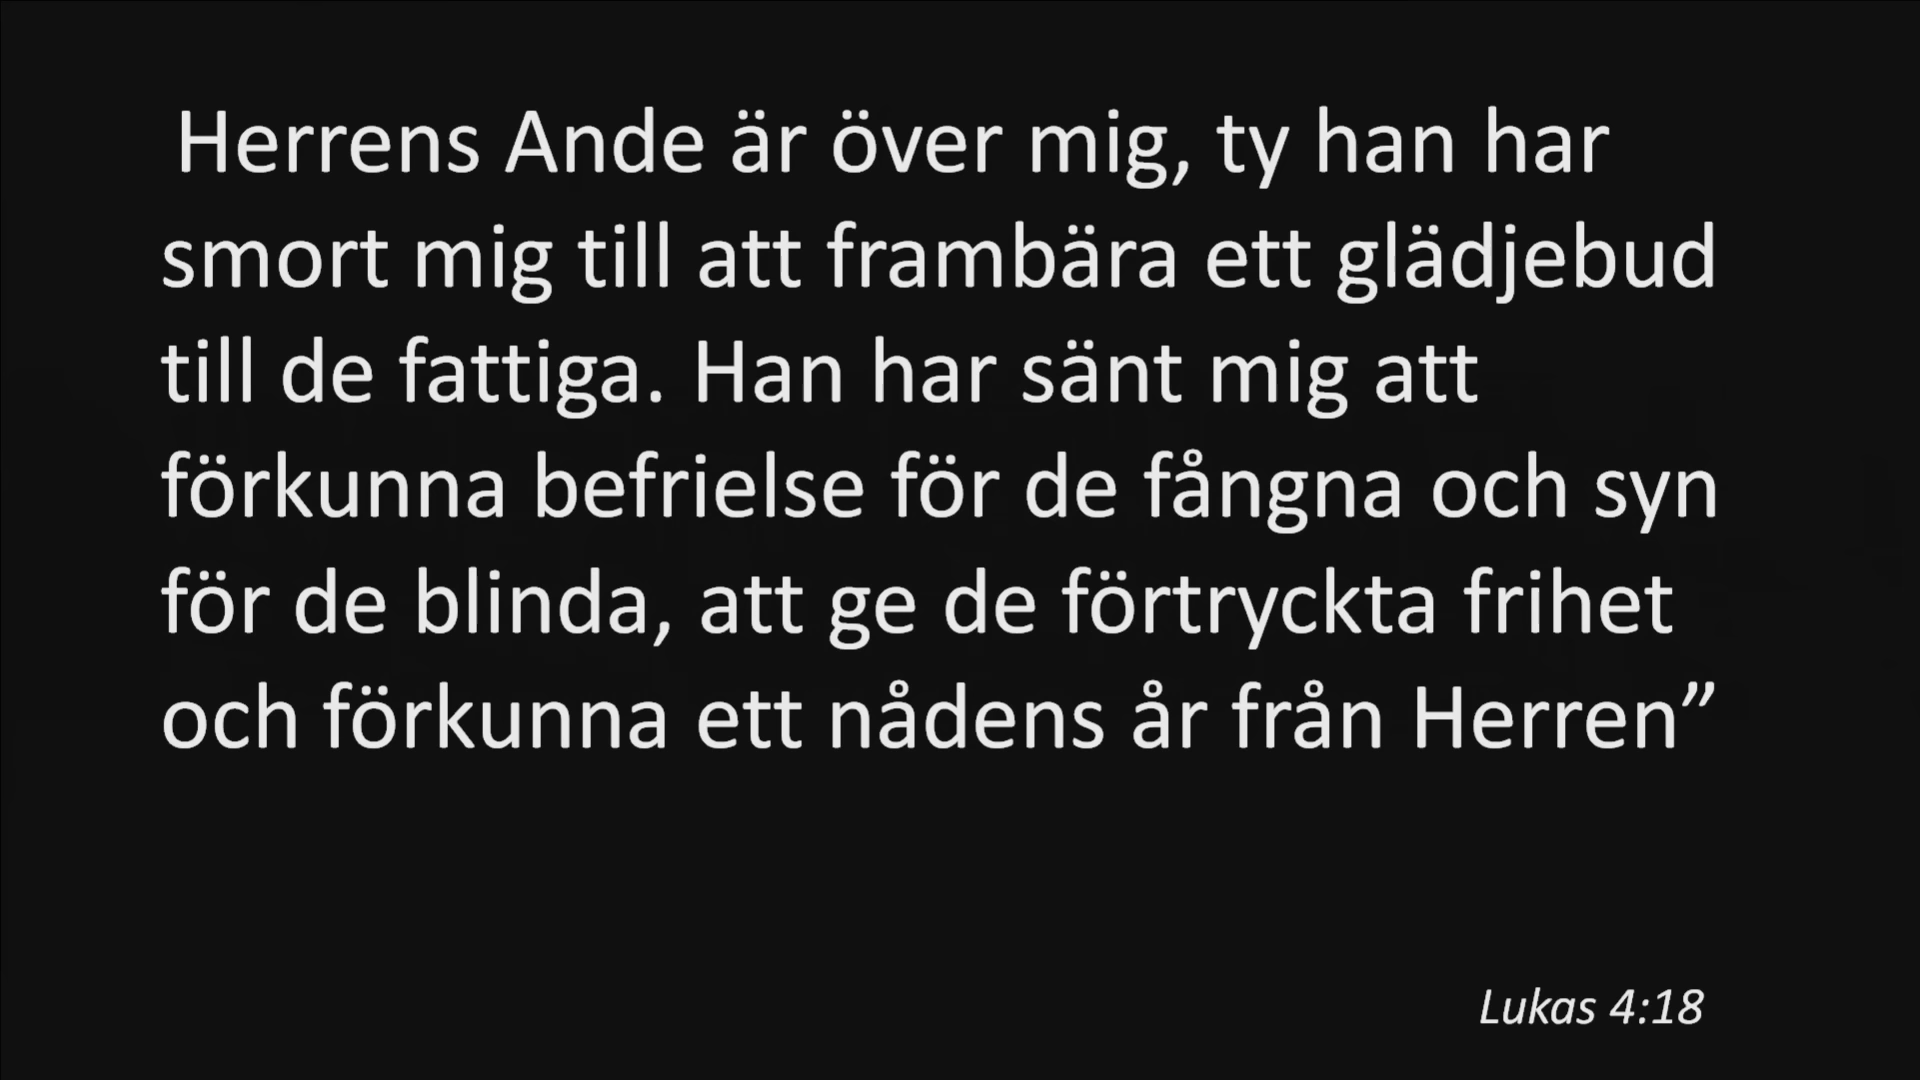 Herrens Ande är över mig, ty han har
smort mig till att frambära ett glädjebud
till de fattiga. Han har sänt mig att
förkunna befrielse för de fångna och syn
för de blinda, att ge de förtryckta frihet
och förkunna ett nådens år från Herren”
Lukas 4:18